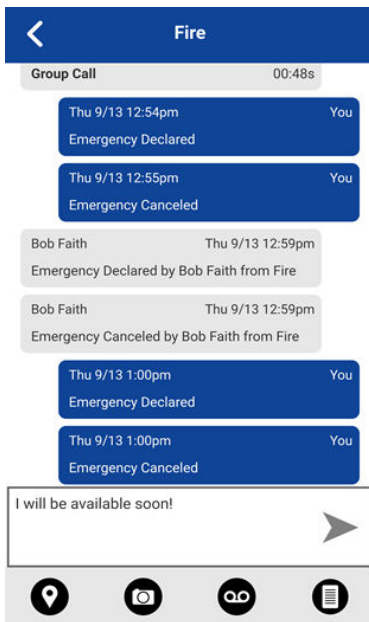 Fire
Group Call 00:48s
Thu 9/13 12:54pm You
Emergency Declared
Thu 9/13 12:55pm You
Emergency Canceled
Bob Faith Thu 9/13 12:59pm
Emergency Declared by Bob Faith from Fire
Bob Faith Thu 9/13 12:59pm
Emergency Canceled by Bob Faith from Fire
Thu 9/13 1:00pm You
Emergency Declared
Thu 9/13 1:00pm You
Emergency Canceled
I will be available soon!